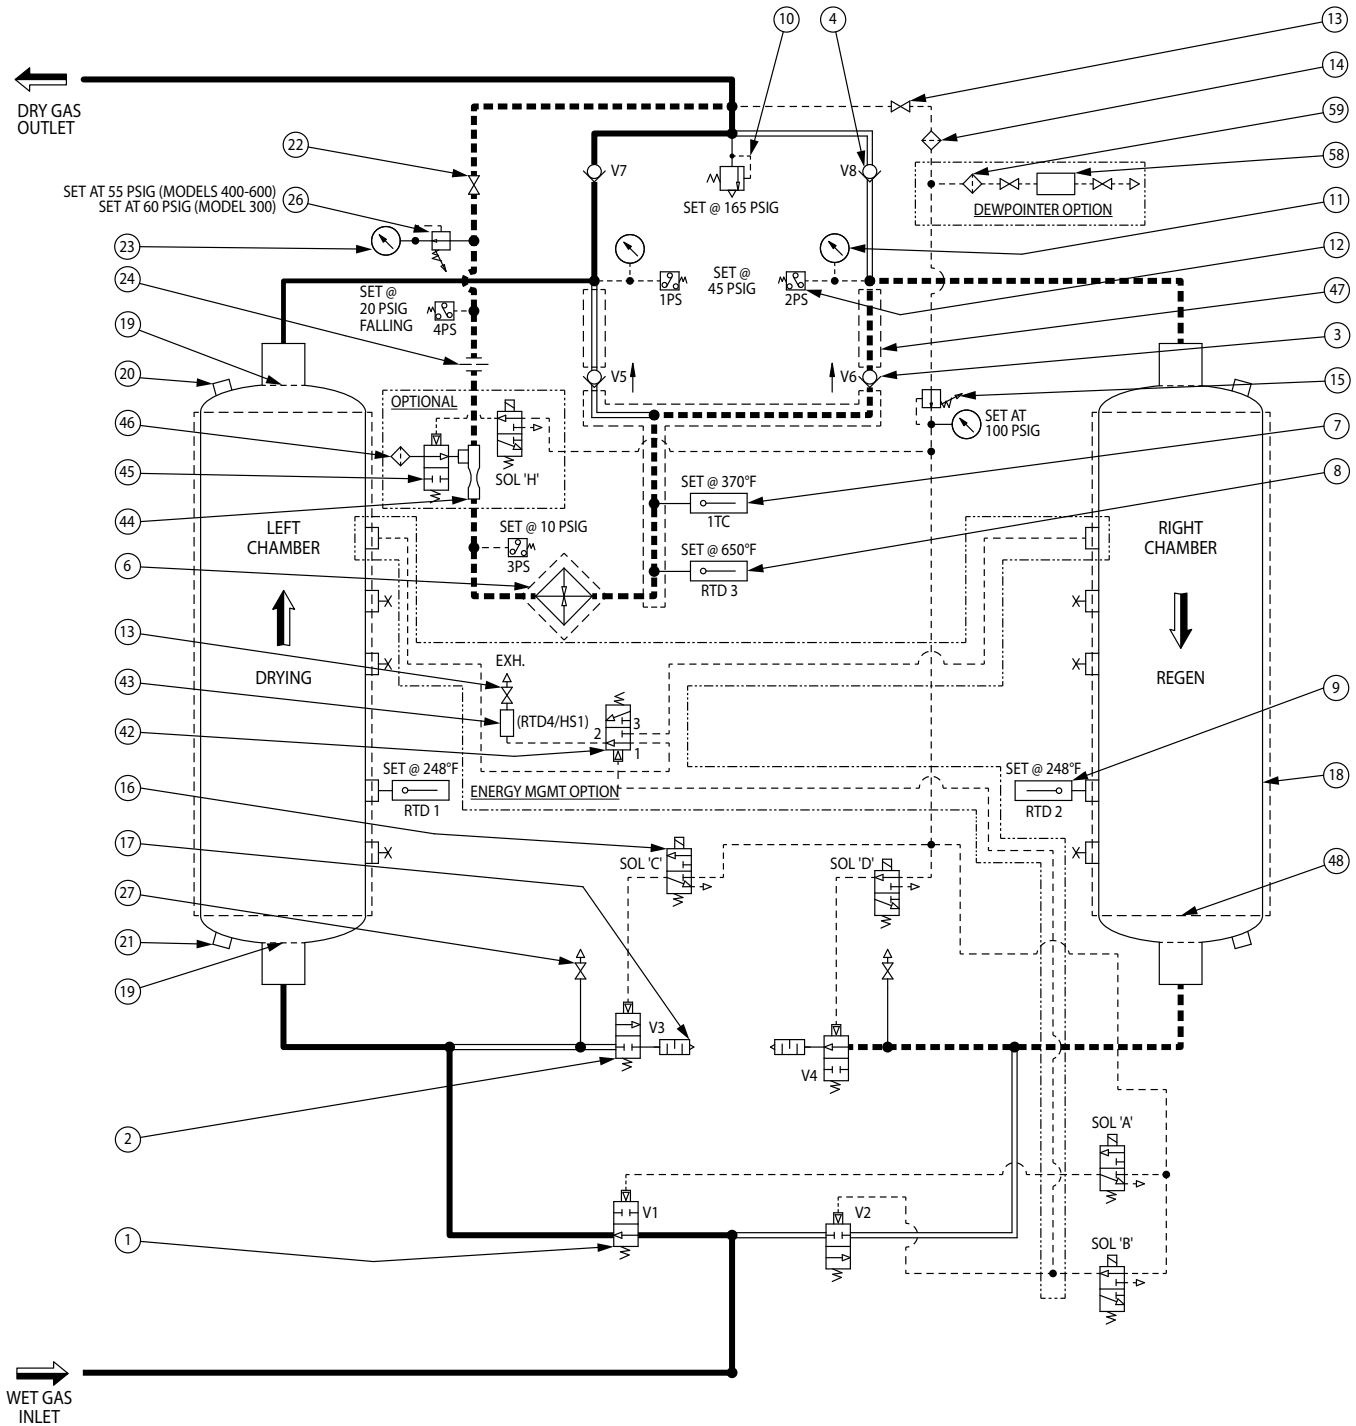 10
4
13
14
59
58
DRY GAS
OUTLET
22
V7
V8
SET AT 55 PSIG (MODELS 400-600)
SET AT 60 PSIG (MODEL 300)
26
SET @ 165 PSIG
DEWPOINTER OPTION
11
23
12
24
SET @
20 PSIG
FALLING
4PS
1PS
SET @
45 PSIG
2PS
47
19
3
20
V5
V6
15
OPTIONAL
SET AT
100 PSIG
46
7
45
SOL 'H'
SET @ 370°F
1TC
8
44
LEFT
CHAMBER
SET @ 10 PSIG
3PS
SET @ 650°F
RTD 3
RIGHT
CHAMBER
6
13
EXH.
DRYING
REGEN
43
(RTD4/HS1)
3
2
1
9
42
SET @ 248°F
RTD 1
ENERGY MGMT OPTION
SET @ 248°F
RTD 2
18
16
17
SOL 'C'
SOL 'D'
48
27
21
19
V3
V4
2
SOL 'A'
1
V1
V2
SOL 'B'
WET GAS
INLET